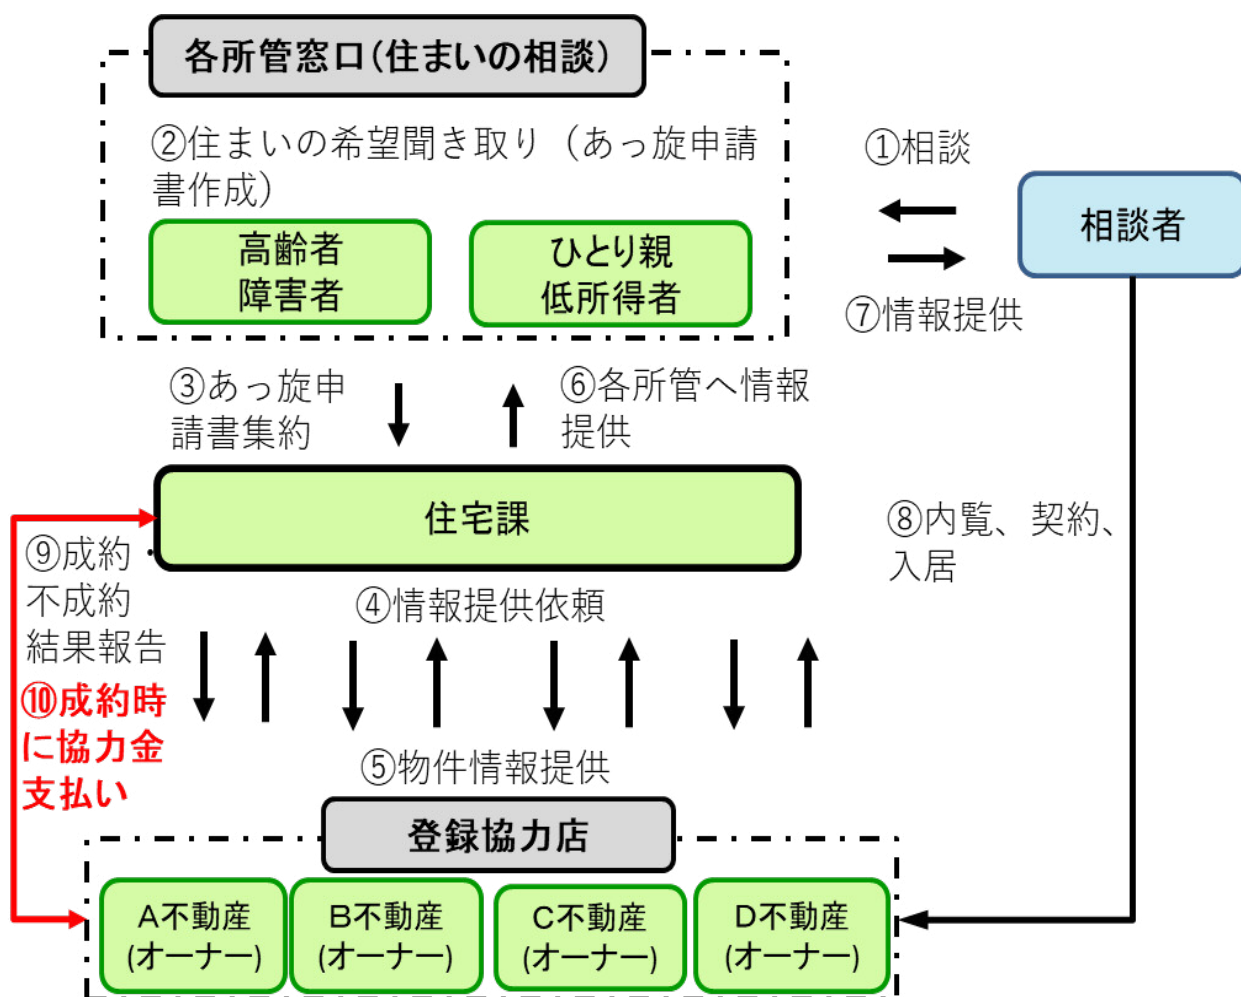 各所管窓口（住まいの相談）
②住まいの希望聞き取り（あっ旋申請
書作成）
高齢者
障害者
ひとり親
低所得者
①相談
相談者
⑦情報提供
③あっ旋申
請書集約
⑥各所管へ情報
提供
住宅課
⑧内覧、契約、
入居
⑨成約・
不成約
結果報告
⑩成約時
に協力金
支払い
④情報提供依頼
⑤物件情報提供
登録協力店
A不動産
(オーナー)
B不動産
(オーナー)
C不動産
(オーナー)
D不動産
(オーナー)